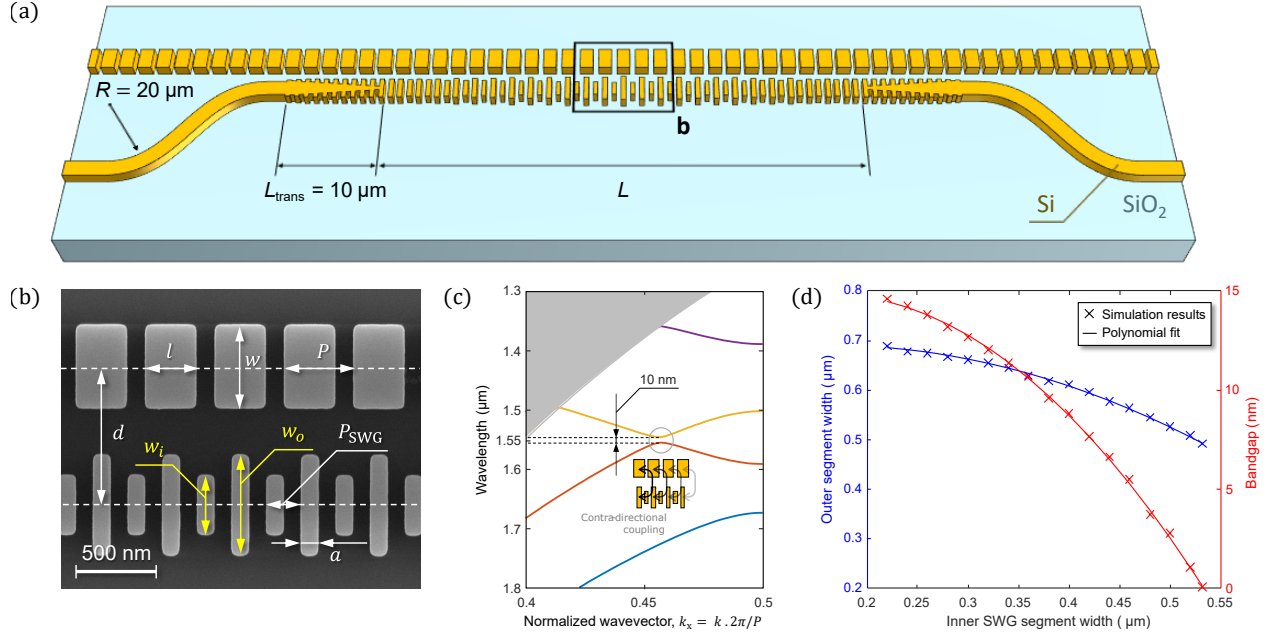 (a)
R = 20 µm
b
L_trans = 10 µm
L
Si
SiO₂
(b)
l
w
P
d
w_i
w_o
P_SWG
a
500 nm
(c)
1.3
1.4
1.5
1.55
1.6
1.7
1.8
Wavelength (µm)
10 nm
Contra-directional
coupling
0.4
0.45
0.5
Normalized wavevector, k_x = k . 2π/P
(d)
0.8
0.7
0.6
0.5
0.4
0.3
0.2
Outer segment width ( µm)
Simulation results
Polynomial fit
15
10
5
0
Bandgap (nm)
0.2
0.25
0.3
0.35
0.4
0.45
0.5
0.55
Inner SWG segment width ( µm)